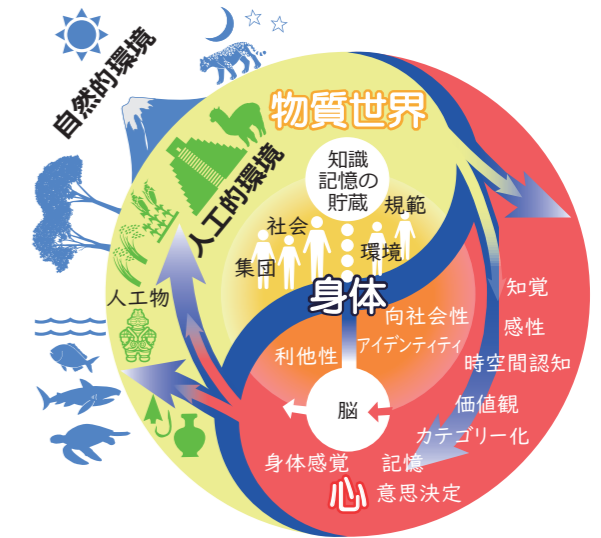 自然的環境
物質世界
人工的環境
知識
記憶の
貯蔵
規範
社会
環境
集団
人工物
身体
知覚
向社会性
感性
アイデンティティ
利他性
時空間認知
価値観
脳
カテゴリー化
身体感覚
記憶
心
意思決定